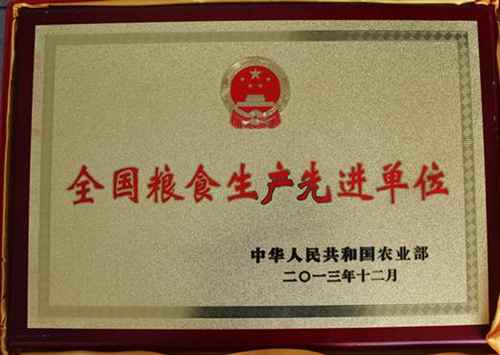 全国粮食生产先进单位
中华人民共和国农业部
二〇一三年十二月